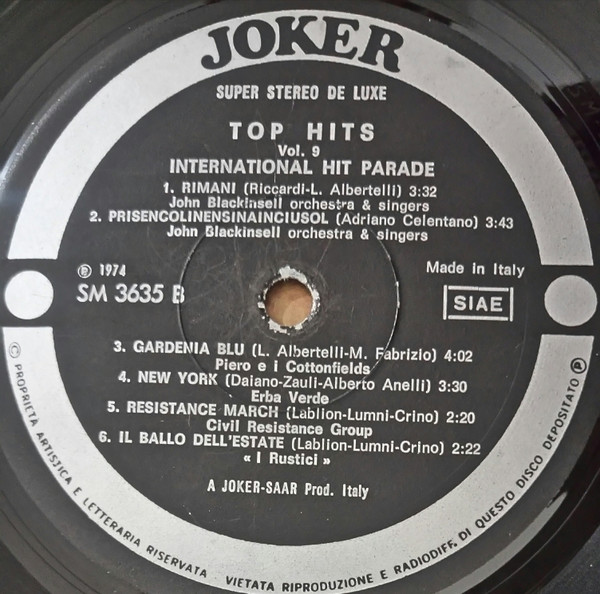 JOKER
SUPER STEREO DE LUXE
TOP HITS
Vol. 9
INTERNATIONAL HIT PARADE
1. RIMANI (Riccardi-L. Albertelli) 3:32
John Blackinsell orchestra & singers
2. PRISENCOLINENSINAINCIUSOL (Adriano Celentano) 3:43
John Blackinsell orchestra & singers
Ⓟ 1974
SM 3635 B
Made in Italy
SIAE
3. GARDENIA BLU (L. Albertelli-M. Fabrizio) 4:02
Piero e i Cottonfields
4. NEW YORK (Daiano-Zauli-Alberto Anelli) 3:30
Erba Verde
5. RESISTANCE MARCH (Lablion-Lumni-Crino) 2:20
Civil Resistance Group
6. IL BALLO DELL'ESTATE (Lablion-Lumni-Crino) 2:22
« I Rustici »
A JOKER-SAAR Prod. Italy
© PROPRIETÀ ARTISTICA E LETTERARIA RISERVATA - VIETATA RIPRODUZIONE E RADIODIFF. DI QUESTO DISCO DEPOSITATO Ⓟ